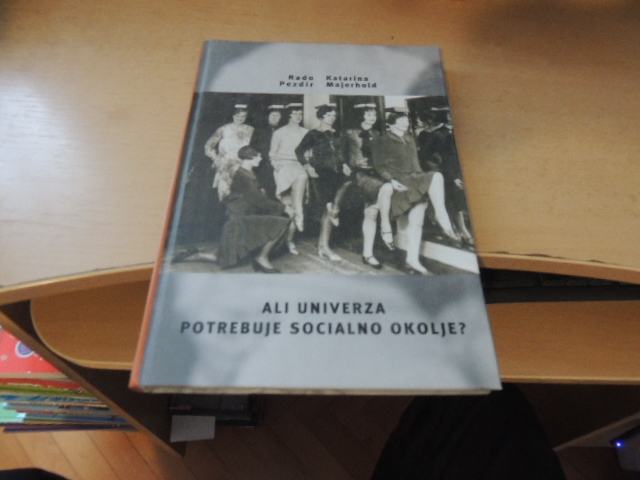 Rado Katarina
Pezdir Majerhold
ALI UNIVERZA
POTREBUJE SOCIALNO OKOLJE?